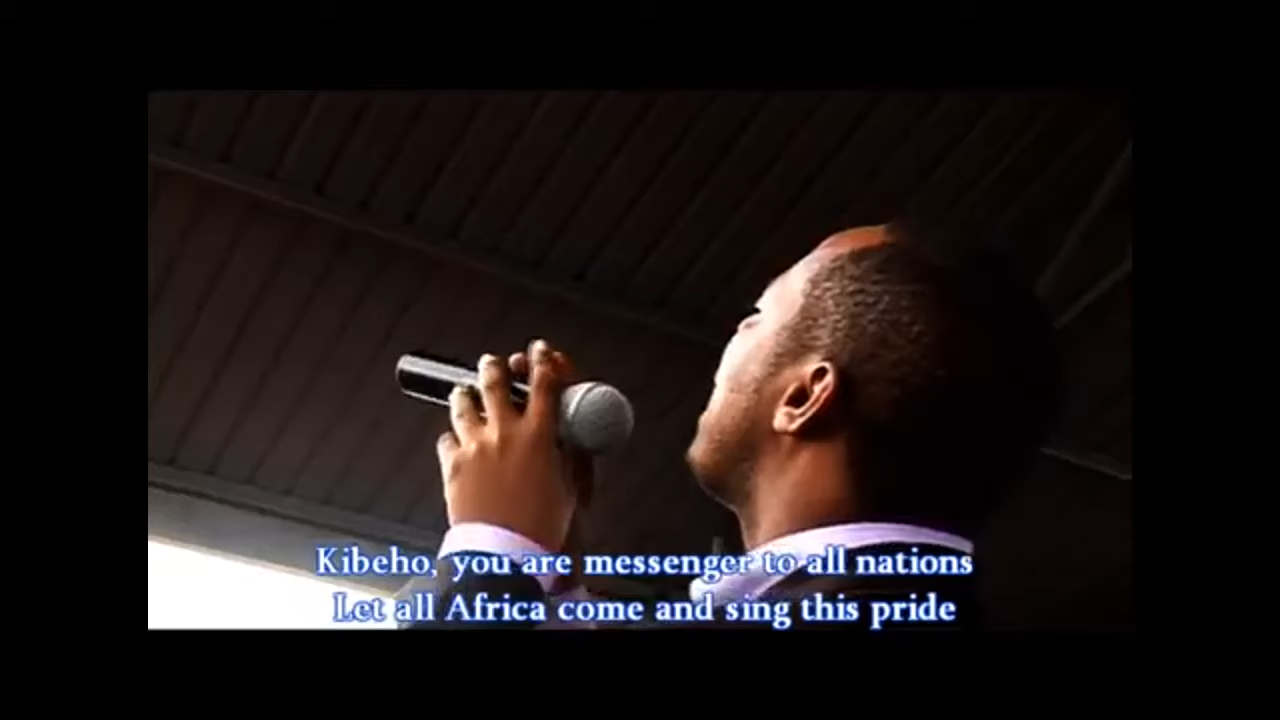 Kibeho, you are messenger to all nations
Let all Africa come and sing this pride